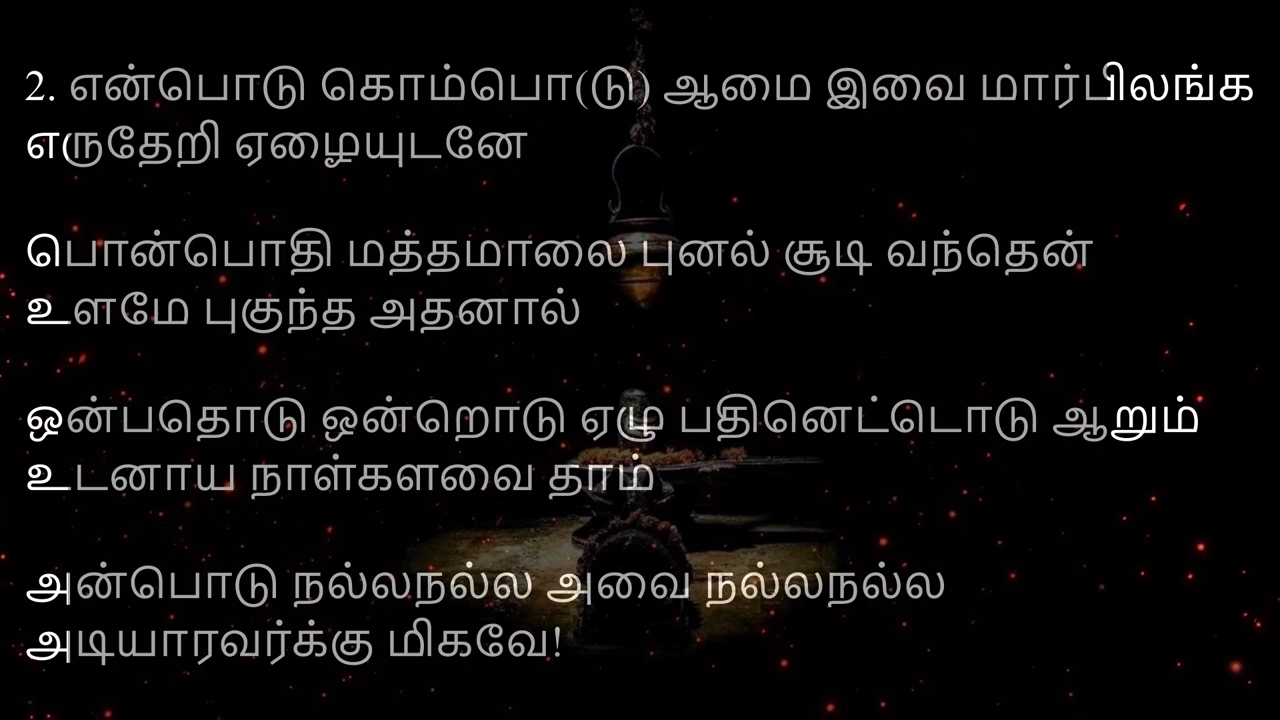 2. என்பொடு கொம்பொ(டு) ஆமை இவை மார்பிலங்க
எருதேறி ஏழையுடனே
பொன்பொதி மத்தமாலை புனல் சூடி வந்தென்
உளமே புகுந்த அதனால்
ஒன்பதொடு ஒன்றொடு ஏழு பதினெட்டொடு ஆறும்
உடனாய நாள்களவை தாம்
அன்பொடு நல்லநல்ல அவை நல்லநல்ல
அடியாரவர்க்கு மிகவே!